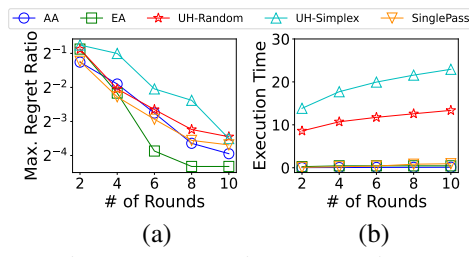 AA EA UH-Random UH-Simplex SinglePass
Max. Regret Ratio
2⁻¹
2⁻²
2⁻³
2⁻⁴
2 4 6 8 10
# of Rounds
(a)
Execution Time
30
20
10
0
2 4 6 8 10
# of Rounds
(b)